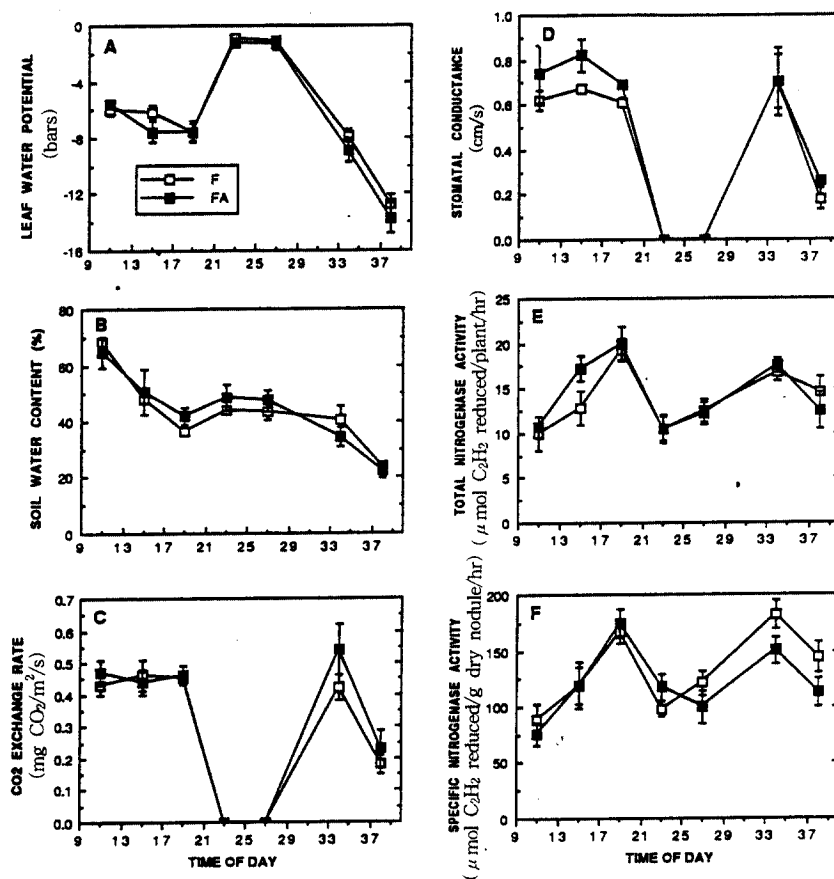 A
LEAF WATER POTENTIAL
(bars)
0
-4
-8
-12
-16
F
FA
9 13 17 21 25 29 33 37
B
SOIL WATER CONTENT (%)
80
60
40
20
0
9 13 17 21 25 29 33 37
C
CO2 EXCHANGE RATE
(mg CO₂/m²/s)
0.7
0.6
0.5
0.4
0.3
0.2
0.1
0.0
9 13 17 21 25 29 33 37
TIME OF DAY
D
STOMATAL CONDUCTANCE
(cm/s)
1.0
0.8
0.6
0.4
0.2
0.0
9 13 17 21 25 29 33 37
E
TOTAL NITROGENASE ACTIVITY
(μmol C₂H₂ reduced/plant/hr)
25
20
15
10
5
0
9 13 17 21 25 29 33 37
F
SPECIFIC NITROGENASE ACTIVITY
(μmol C₂H₂ reduced/g dry nodule/hr)
200
150
100
50
0
9 13 17 21 25 29 33 37
TIME OF DAY